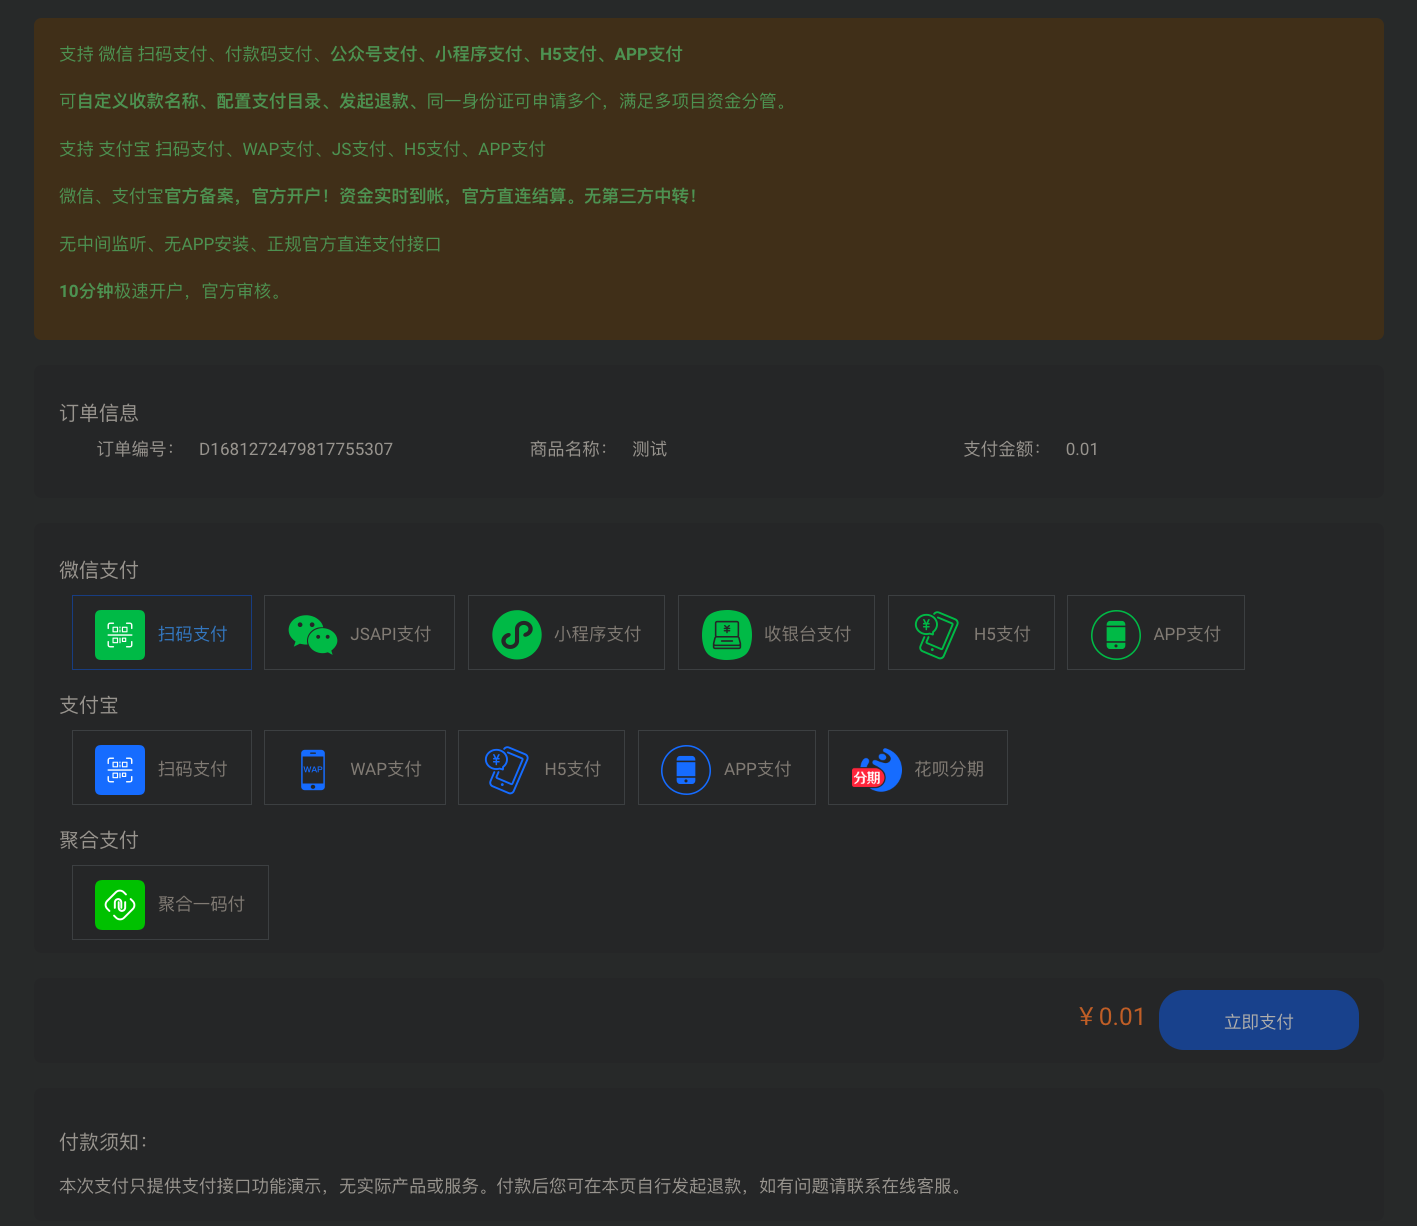 支持 微信 扫码支付、付款码支付、公众号支付、小程序支付、H5支付、APP支付
可自定义收款名称、配置支付目录、发起退款、同一身份证可申请多个，满足多项目资金分管。
支持 支付宝 扫码支付、WAP支付、JS支付、H5支付、APP支付
微信、支付宝官方备案，官方开户！资金实时到帐，官方直连结算。无第三方中转！
无中间监听、无APP安装、正规官方直连支付接口
10分钟极速开户，官方审核。
订单信息
订单编号： D1681272479817755307 商品名称： 测试 支付金额： 0.01
微信支付
扫码支付 JSAPI支付 小程序支付 收银台支付 H5支付 APP支付
支付宝
扫码支付 WAP WAP支付 H5支付 APP支付 分期 花呗分期
聚合支付
聚合一码付
¥ 0.01 立即支付
付款须知：
本次支付只提供支付接口功能演示，无实际产品或服务。付款后您可在本页自行发起退款，如有问题请联系在线客服。